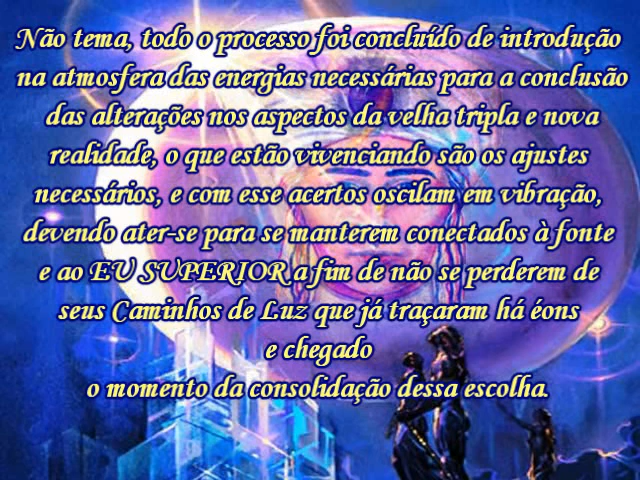 Não tema, todo o processo foi concluído de introdução
na atmosfera das energias necessárias para a conclusão
das alterações nos aspectos da velha tripla e nova
realidade, o que estão vivenciando são os ajustes
necessários, e com esse acertos oscilam em vibração,
devendo ater-se para se manterem conectados à fonte
e ao EU SUPERIOR a fim de não se perderem de
seus Caminhos de Luz que já traçaram há éons
e chegado
o momento da consolidação dessa escolha.